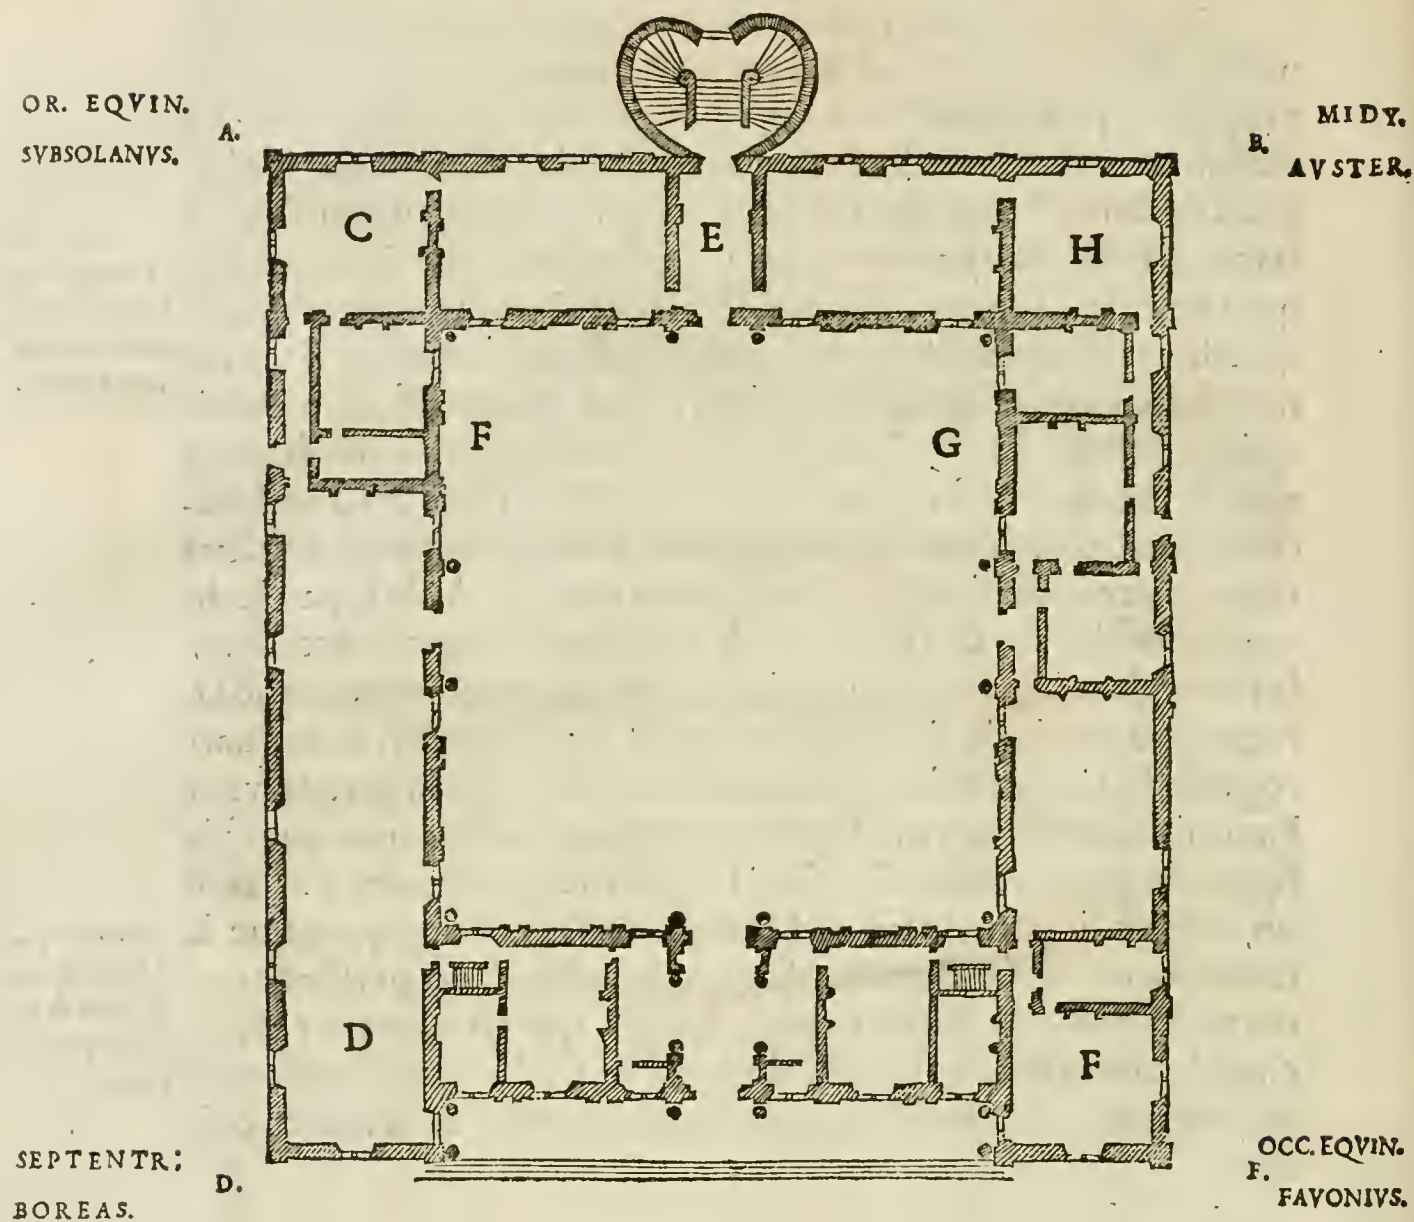 OR. EQVIN.
SVBSOLANVS.
A.
MIDY.
B.
AVSTER.
C
E
H
F
G
D
F
SEPTENTR:
BOREAS.
D.
OCC. EQVIN.
F.
FAVONIVS.